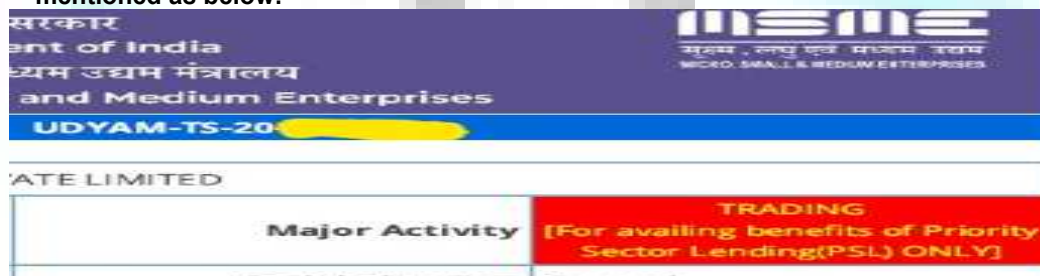 mentioned as below:
सरकार
ent of India
ध्यम उद्यम मंत्रालय
and Medium Enterprises
MSME
सूक्ष्म, लघु एवं मध्यम उद्यम
MICRO, SMALL & MEDIUM ENTERPRISES
UDYAM-TS-20
ATE LIMITED
Major Activity
TRADING
[For availing benefits of Priority
Sector Lending(PSL) ONLY]